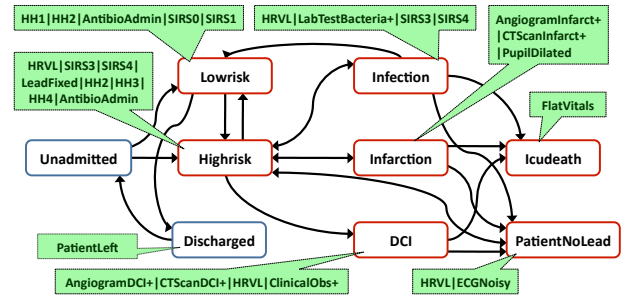 HH1|HH2|AntibioAdmin|SIRS0|SIRS1
HRVL|LabTestBacteria+|SIRS3|SIRS4
AngiogramInfarct+
|CTScanInfarct+
|PupilDilated
HRVL|SIRS3|SIRS4|
LeadFixed|HH2|HH3|
HH4|AntibioAdmin
Lowrisk
Infection
FlatVitals
Unadmitted
Highrisk
Infarction
Icudeath
PatientLeft
Discharged
DCI
PatientNoLead
AngiogramDCI+|CTScanDCI+|HRVL|ClinicalObs+
HRVL|ECGNoisy